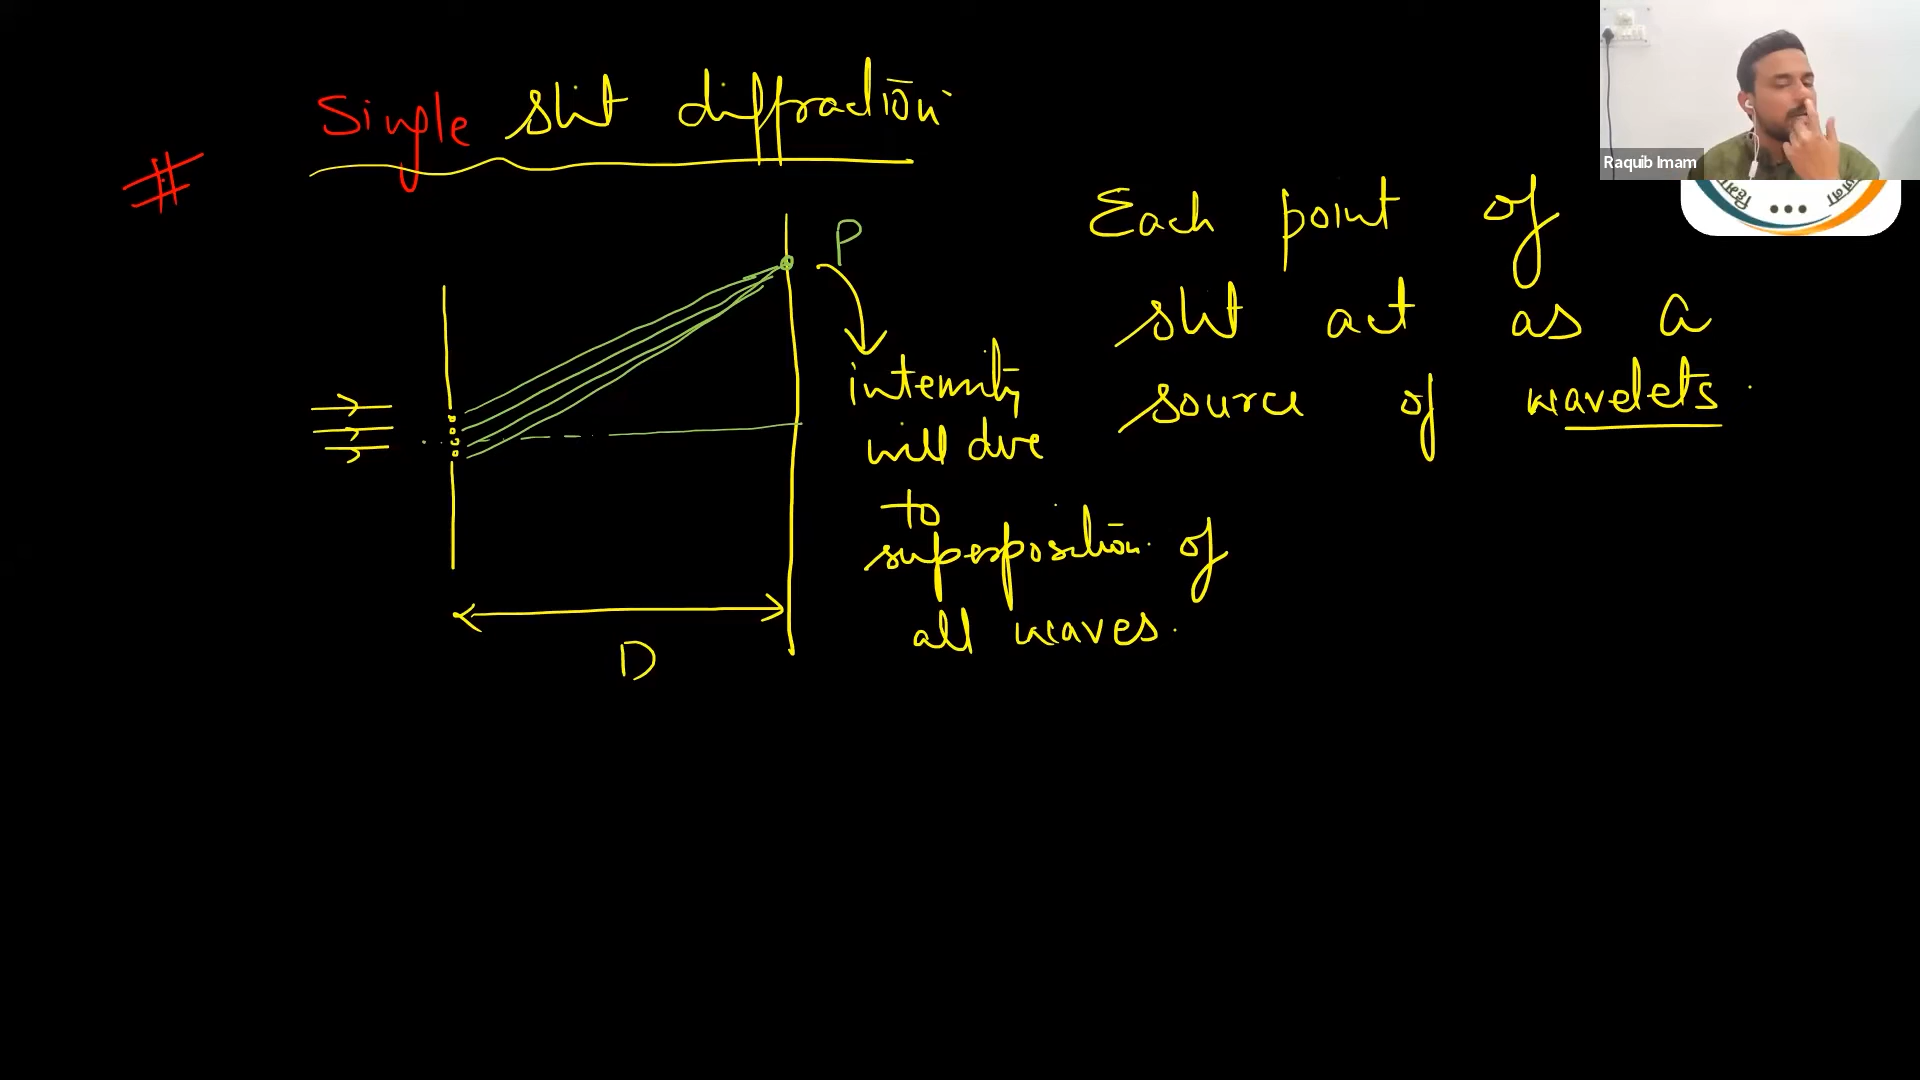 # Single slit diffraction
Raquib Imam
Each point of
slit act as a
source of wavelets.
P
intensity
will due
to
superposition of
all waves.
D